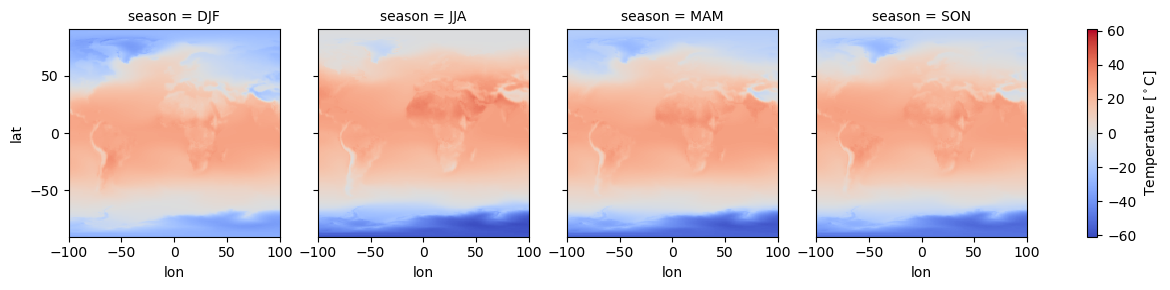 season = DJF
season = JJA
season = MAM
season = SON
lat
50
0
−50
−100 −50 0 50 100
−100 −50 0 50 100
−100 −50 0 50 100
−100 −50 0 50 100
lon
lon
lon
lon
60
40
20
0
−20
−40
−60
Temperature [°C]